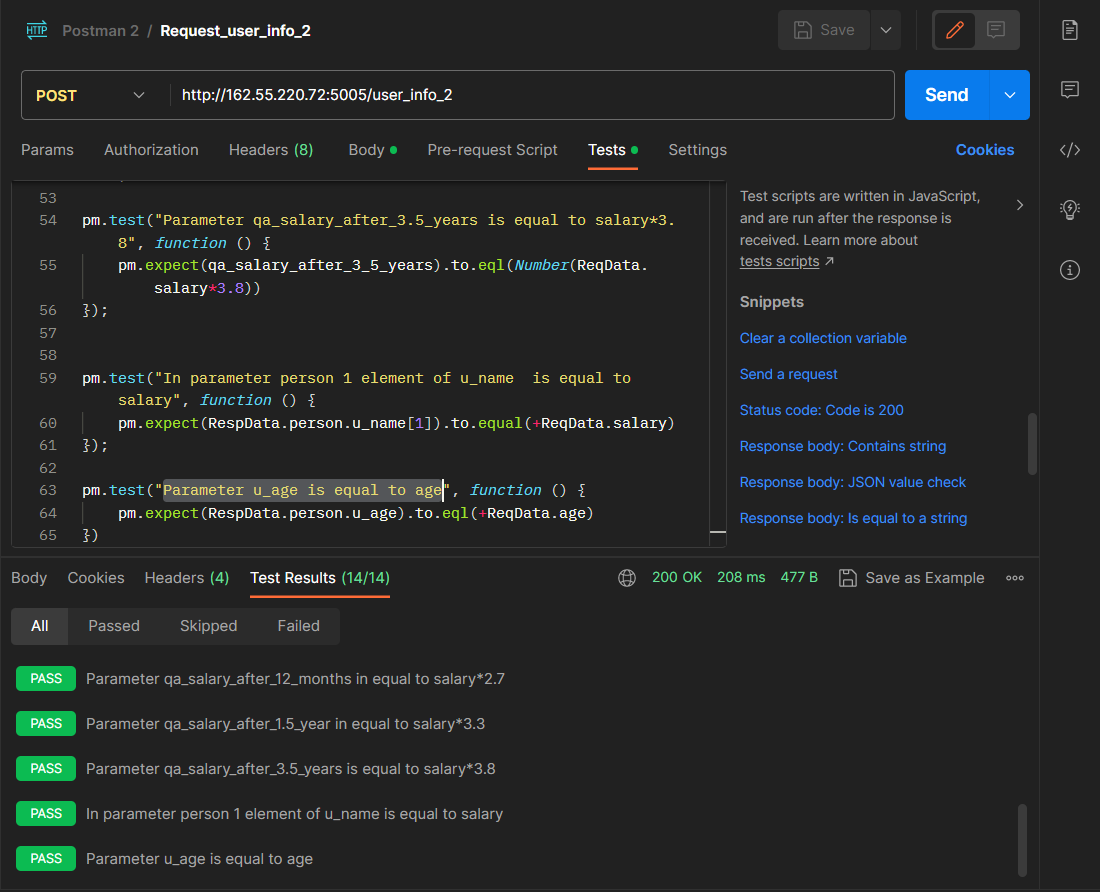 HTTP Postman 2 / Request_user_info_2 Save
POST http://162.55.220.72:5005/user_info_2 Send
Params Authorization Headers (8) Body Pre-request Script Tests Settings Cookies
53
54 pm.test("Parameter qa_salary_after_3.5_years is equal to salary*3.
8", function () {
55 pm.expect(qa_salary_after_3_5_years).to.eql(Number(ReqData.
salary*3.8))
56 });
57
58
59 pm.test("In parameter person 1 element of u_name  is equal to
salary", function () {
60 pm.expect(RespData.person.u_name[1]).to.equal(+ReqData.salary)
61 });
62
63 pm.test("Parameter u_age is equal to age", function () {
64 pm.expect(RespData.person.u_age).to.eql(+ReqData.age)
65 })
Test scripts are written in JavaScript,
and are run after the response is
received. Learn more about
tests scripts ↗
Snippets
Clear a collection variable
Send a request
Status code: Code is 200
Response body: Contains string
Response body: JSON value check
Response body: Is equal to a string
Body Cookies Headers (4) Test Results (14/14) 200 OK 208 ms 477 B Save as Example
All Passed Skipped Failed
PASS Parameter qa_salary_after_12_months in equal to salary*2.7
PASS Parameter qa_salary_after_1.5_year in equal to salary*3.3
PASS Parameter qa_salary_after_3.5_years is equal to salary*3.8
PASS In parameter person 1 element of u_name is equal to salary
PASS Parameter u_age is equal to age